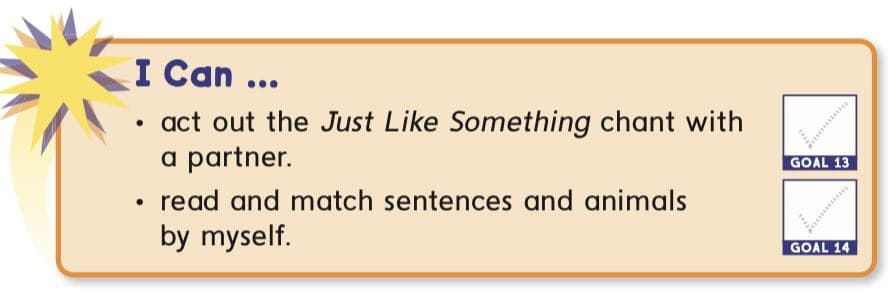 I Can ...
• act out the Just Like Something chant with
a partner.
GOAL 13
• read and match sentences and animals
by myself.
GOAL 14